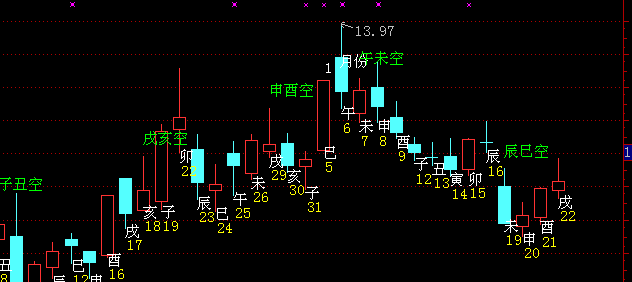 13.97
1月份
午未空
申酉空
戌亥空
辰巳空
子丑空
丑
8
辰
巳
12
申
酉
16
戌
17
亥
18
子
19
卯
22
辰
23
巳
24
午
25
未
26
戌
29
亥
30
子
31
巳
5
午
6
未
7
申
8
酉
9
子
12
丑
13
寅
14
卯
15
辰
16
未
19
申
20
酉
21
戌
22
1